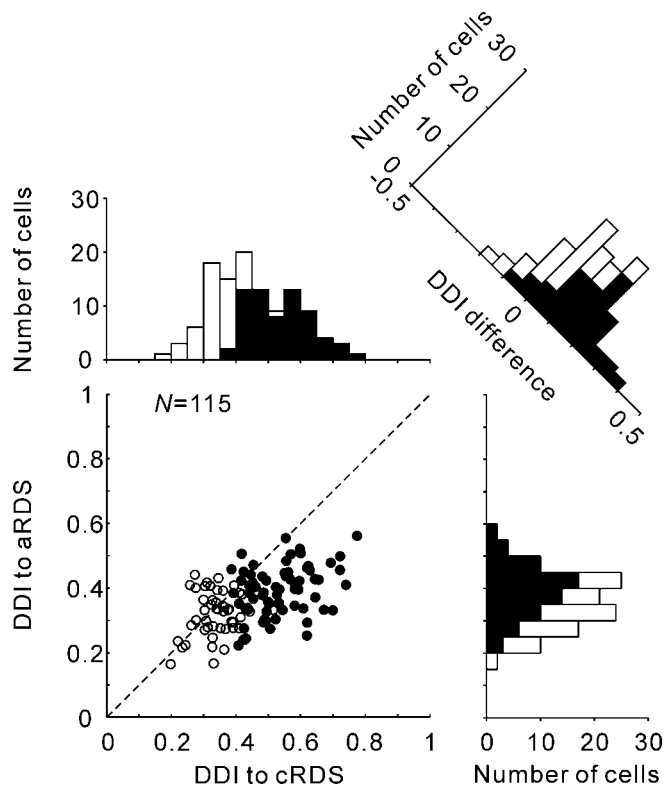 Number of cells
30
20
10
0
-0.5
0
0.5
DDI difference
Number of cells
30
20
10
0
N=115
DDI to aRDS
1
0.8
0.6
0.4
0.2
0
0 0.2 0.4 0.6 0.8 1
DDI to cRDS
0 10 20 30
Number of cells